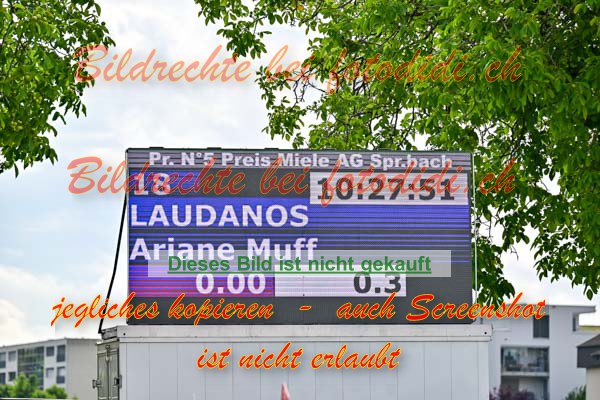 Bildrechte bei fotodidi.ch
Pr. N°5 Preis Miele AG Spr.bach
18 10:27:51
Bildrechte bei fotodidi.ch
LAUDANOS
Ariane Muff
Dieses Bild ist nicht gekauft
0.00 0.3
jegliches kopieren - auch Screenshot
ist nicht erlaubt